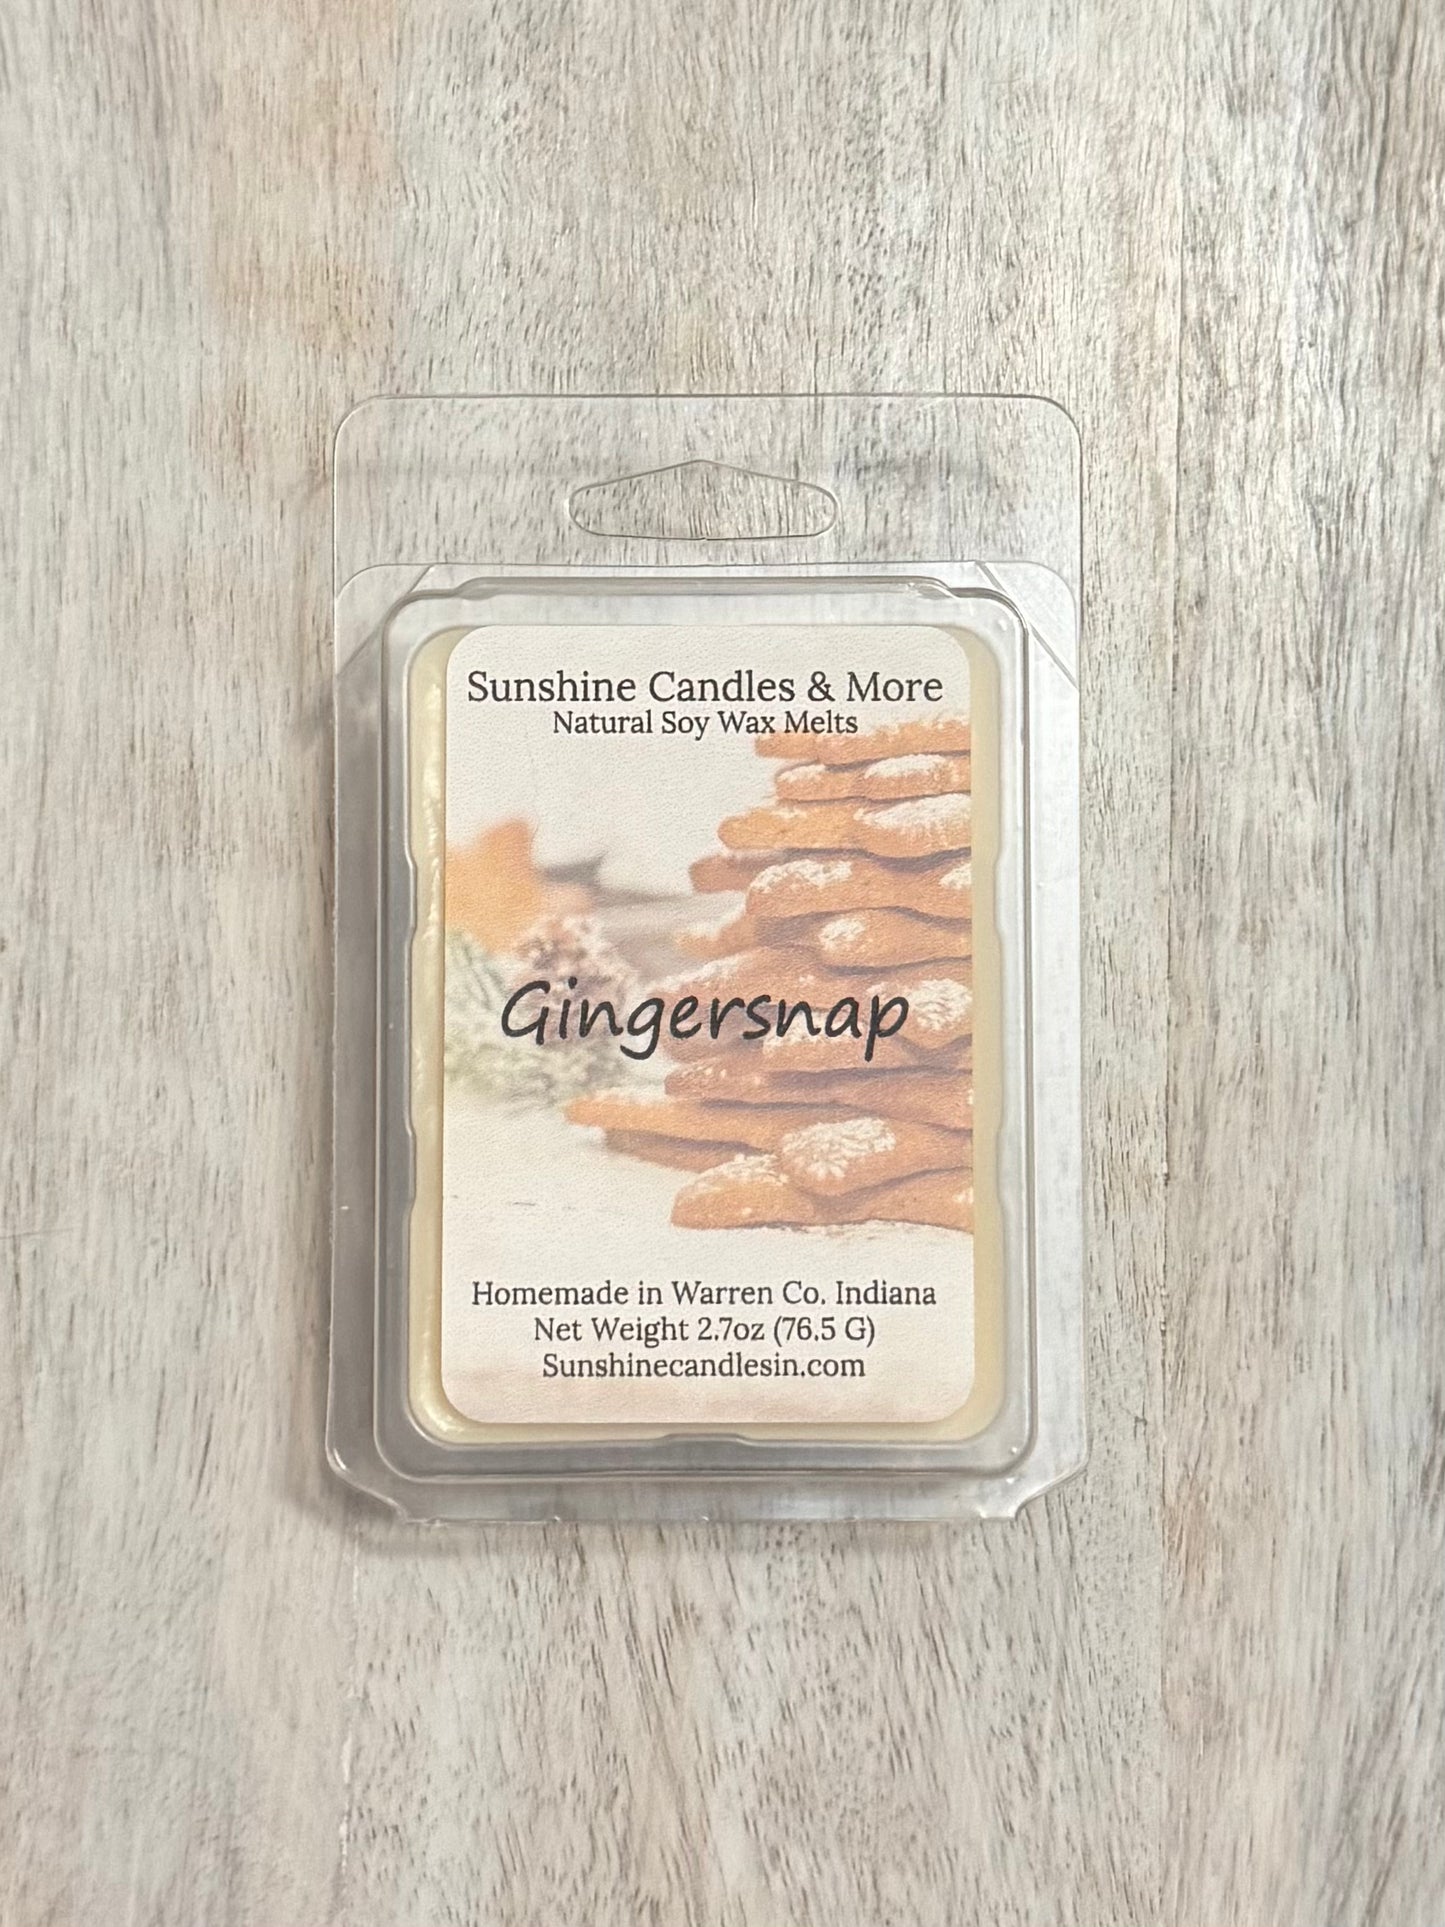 Sunshine Candles & More
Natural Soy Wax Melts
Gingersnap
Homemade in Warren Co. Indiana
Net Weight 2.7oz (76.5 G)
Sunshinecandlesin.com